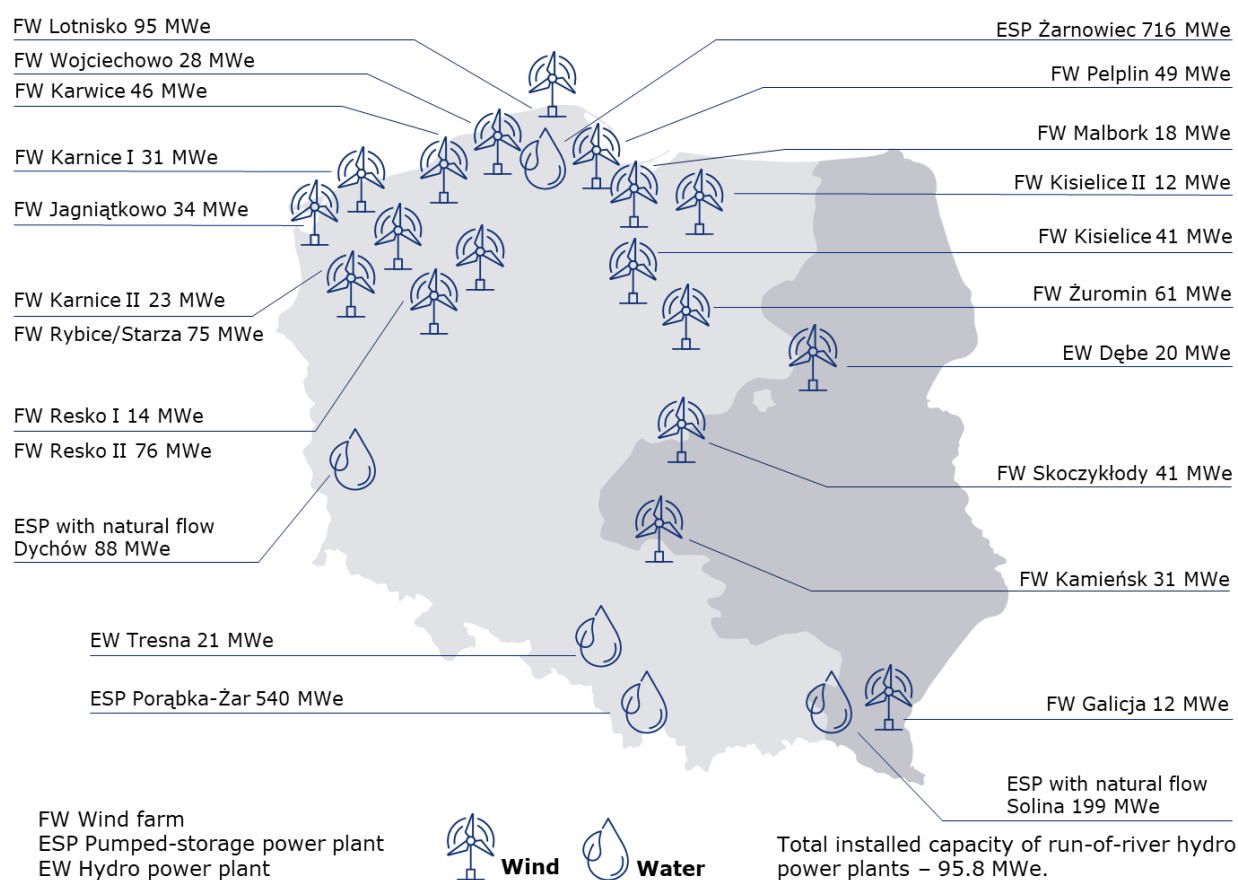 FW Lotnisko 95 MWe
FW Wojciechowo 28 MWe
FW Karwice 46 MWe
FW Karnice I 31 MWe
FW Jagniątkowo 34 MWe
FW Karnice II 23 MWe
FW Rybice/Starza 75 MWe
FW Resko I 14 MWe
FW Resko II 76 MWe
ESP with natural flow
Dychów 88 MWe
EW Tresna 21 MWe
ESP Porąbka-Żar 540 MWe
ESP Żarnowiec 716 MWe
FW Pelplin 49 MWe
FW Malbork 18 MWe
FW Kisielice II 12 MWe
FW Kisielice 41 MWe
FW Żuromin 61 MWe
EW Dębe 20 MWe
FW Skoczykłody 41 MWe
FW Kamieńsk 31 MWe
FW Galicja 12 MWe
ESP with natural flow
Solina 199 MWe
FW Wind farm
ESP Pumped-storage power plant
EW Hydro power plant
Wind
Water
Total installed capacity of run-of-river hydro
power plants – 95.8 MWe.